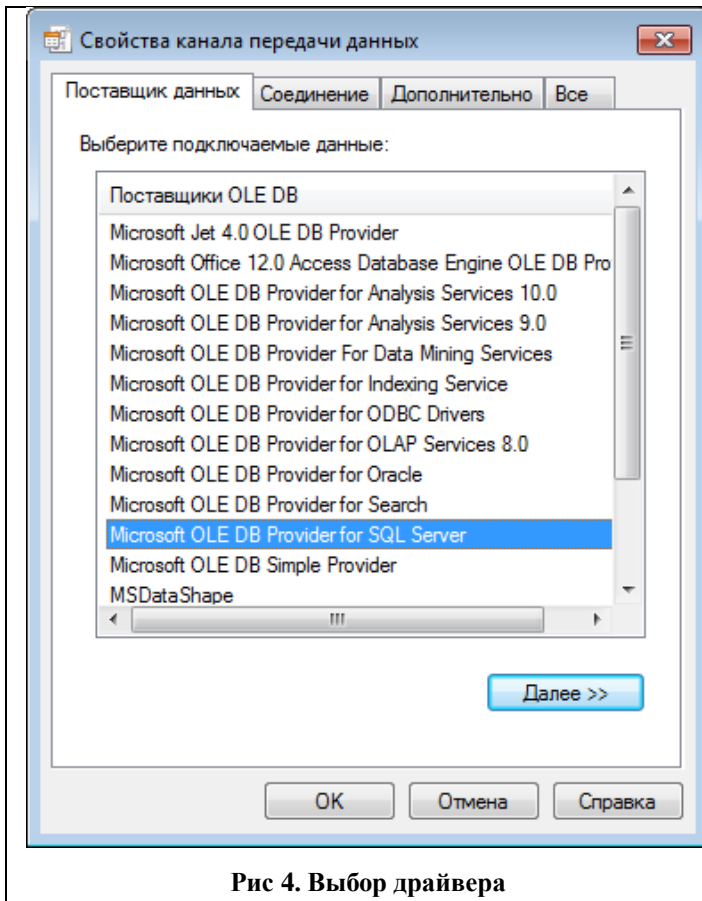 Свойства канала передачи данных
Поставщик данных Соединение Дополнительно Все
Выберите подключаемые данные:
Поставщики OLE DB
Microsoft Jet 4.0 OLE DB Provider
Microsoft Office 12.0 Access Database Engine OLE DB Pro
Microsoft OLE DB Provider for Analysis Services 10.0
Microsoft OLE DB Provider for Analysis Services 9.0
Microsoft OLE DB Provider For Data Mining Services
Microsoft OLE DB Provider for Indexing Service
Microsoft OLE DB Provider for ODBC Drivers
Microsoft OLE DB Provider for OLAP Services 8.0
Microsoft OLE DB Provider for Oracle
Microsoft OLE DB Provider for Search
Microsoft OLE DB Provider for SQL Server
Microsoft OLE DB Simple Provider
MSDataShape
Далее >>
OK Отмена Справка
Рис 4. Выбор драйвера